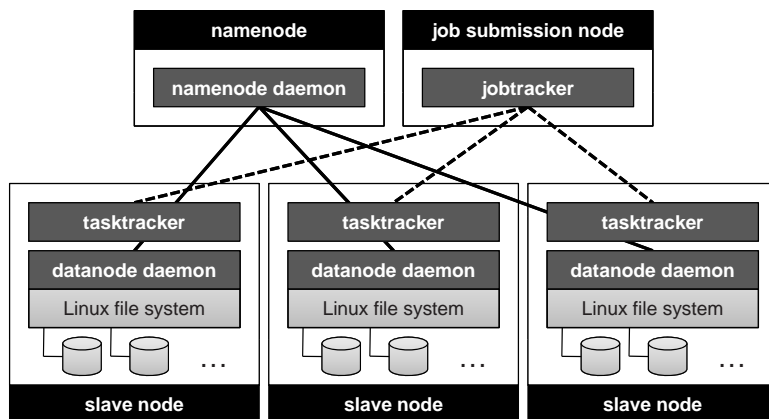 namenode
job submission node
namenode daemon
jobtracker
tasktracker
tasktracker
tasktracker
datanode daemon
datanode daemon
datanode daemon
Linux file system
Linux file system
Linux file system
...
...
...
slave node
slave node
slave node